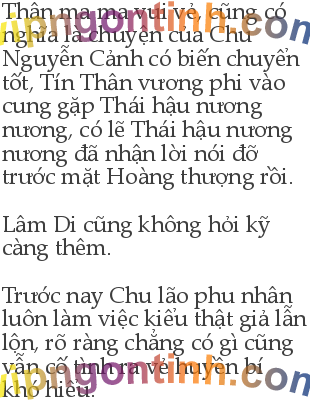 Thân ma ma vui vẻ, cũng có
nghĩa là chuyện của Chu
Nguyễn Cảnh có biến chuyển
tốt, Tín Thân vương phi vào
cung gặp Thái hậu nương
nương, có lẽ Thái hậu nương
nương đã nhận lời nói đỡ
trước mặt Hoàng thượng rồi.
Lâm Di cũng không hỏi kỹ
càng thêm.
Trước nay Chu lão phu nhân
luôn làm việc kiểu thật giả lẫn
lộn, rõ ràng chẳng có gì cũng
vẫn cố tình ra vẻ huyền bí
khó hiểu.